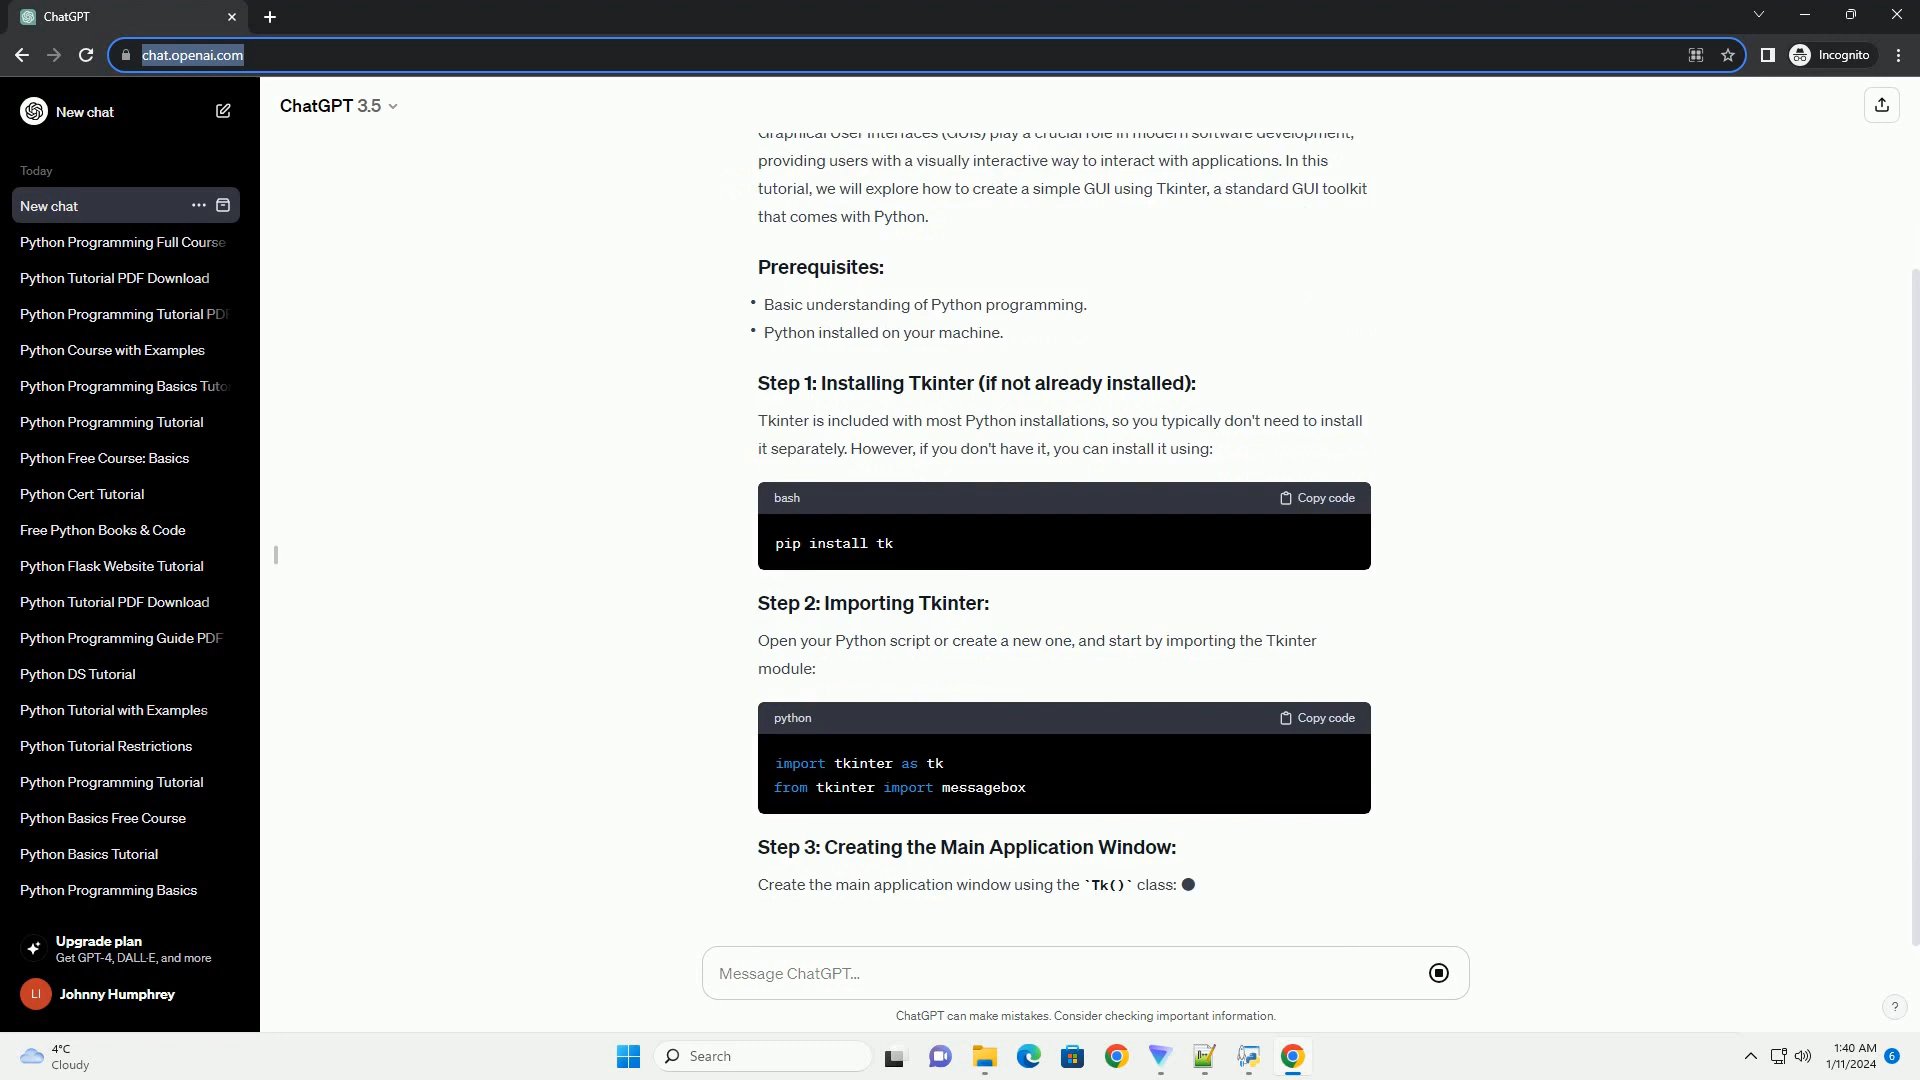 ChatGPT
chat.openai.com
Incognito
New chat
ChatGPT 3.5
Today
New chat
Python Programming Full Course
Python Tutorial PDF Download
Python Programming Tutorial PDF
Python Course with Examples
Python Programming Basics Tuto
Python Programming Tutorial
Python Free Course: Basics
Python Cert Tutorial
Free Python Books & Code
Python Flask Website Tutorial
Python Tutorial PDF Download
Python Programming Guide PDF
Python DS Tutorial
Python Tutorial with Examples
Python Tutorial Restrictions
Python Programming Tutorial
Python Basics Free Course
Python Basics Tutorial
Python Programming Basics
Upgrade plan
Get GPT-4, DALL·E, and more
LI
Johnny Humphrey
Graphical User Interfaces (GUIs) play a crucial role in modern software development,
providing users with a visually interactive way to interact with applications. In this
tutorial, we will explore how to create a simple GUI using Tkinter, a standard GUI toolkit
that comes with Python.
Prerequisites:
• Basic understanding of Python programming.
• Python installed on your machine.
Step 1: Installing Tkinter (if not already installed):
Tkinter is included with most Python installations, so you typically don't need to install
it separately. However, if you don't have it, you can install it using:
bash
Copy code
pip install tk
Step 2: Importing Tkinter:
Open your Python script or create a new one, and start by importing the Tkinter
module:
python
Copy code
import tkinter as tk
from tkinter import messagebox
Step 3: Creating the Main Application Window:
Create the main application window using the `Tk()` class:
Message ChatGPT...
ChatGPT can make mistakes. Consider checking important information.
?
4°C
Cloudy
Search
1:40 AM
1/11/2024
6